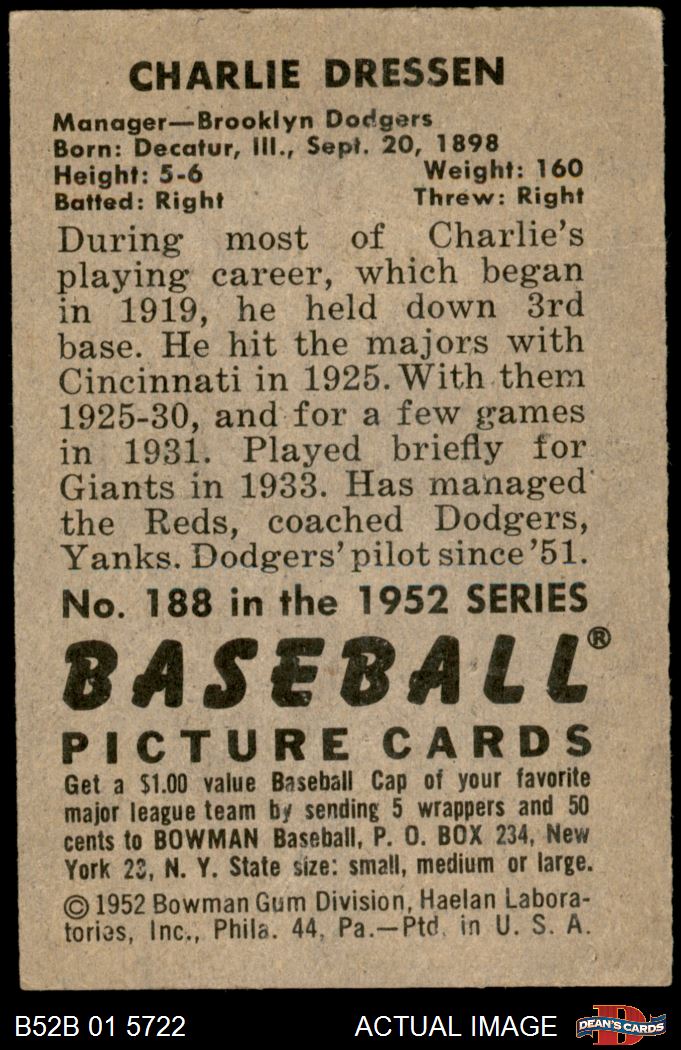 CHARLIE DRESSEN
Manager—Brooklyn Dodgers
Born: Decatur, Ill., Sept. 20, 1898
Height: 5-6 Weight: 160
Batted: Right Threw: Right
During most of Charlie's
playing career, which began
in 1919, he held down 3rd
base. He hit the majors with
Cincinnati in 1925. With them
1925-30, and for a few games
in 1931. Played briefly for
Giants in 1933. Has managed
the Reds, coached Dodgers,
Yanks. Dodgers' pilot since '51.
No. 188 in the 1952 SERIES
BASEBALL®
PICTURE CARDS
Get a $1.00 value Baseball Cap of your favorite
major league team by sending 5 wrappers and 50
cents to BOWMAN Baseball, P. O. BOX 234, New
York 23, N. Y. State size: small, medium or large.
© 1952 Bowman Gum Division, Haelan Labora-
tories, Inc., Phila. 44, Pa.—Ptd. in U. S. A.
B52B 01 5722 ACTUAL IMAGE D DEAN'S CARDS